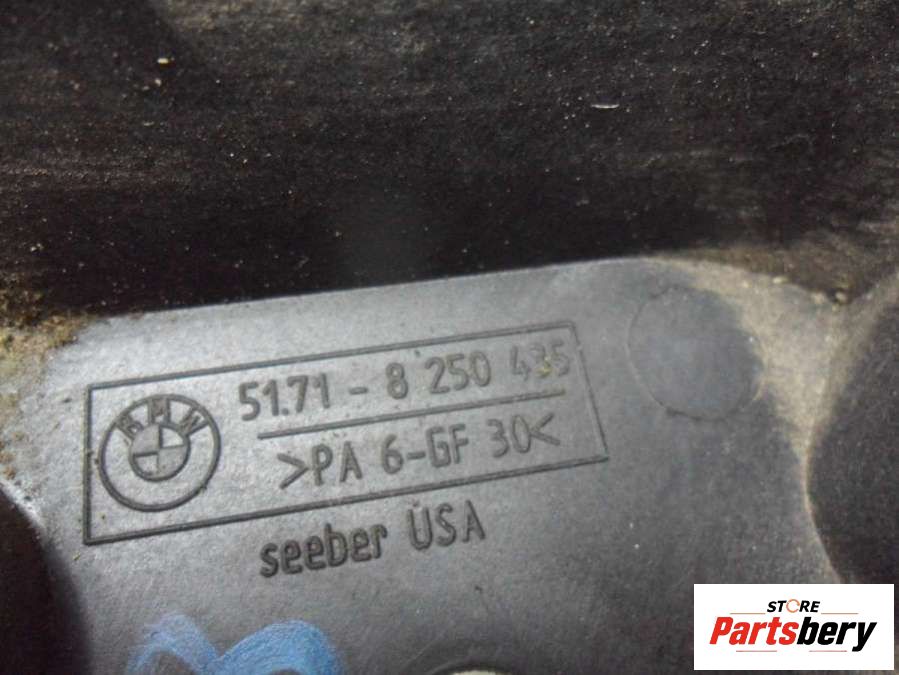 BMW
51.71 - 8 250 435
>PA 6-GF 30<
seeber USA
STORE
Partsbery